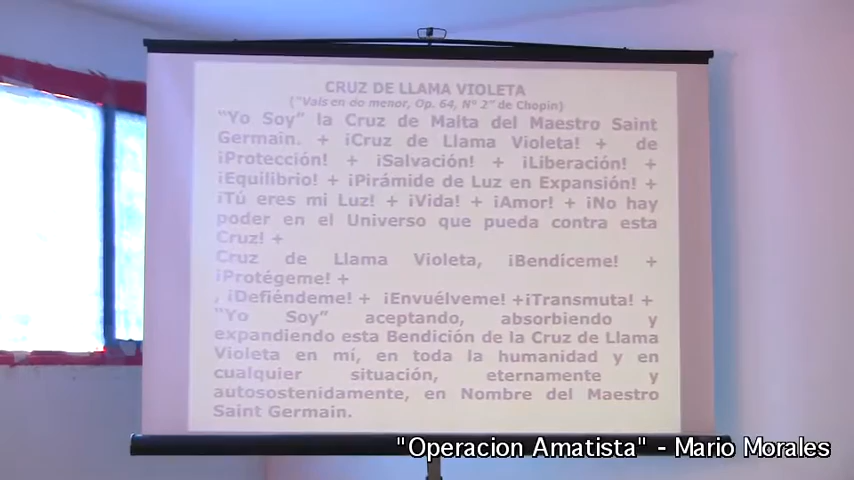 CRUZ DE LLAMA VIOLETA
("Vals en do menor, Op. 64, Nº 2" de Chopin)
"Yo Soy" la Cruz de Malta del Maestro Saint
Germain. + ¡Cruz de Llama Violeta! + de
¡Protección! + ¡Salvación! + ¡Liberación! +
¡Equilibrio! + ¡Pirámide de Luz en Expansión! +
¡Tú eres mi Luz! + ¡Vida! + ¡Amor! + ¡No hay
poder en el Universo que pueda contra esta
Cruz! +
Cruz de Llama Violeta, ¡Bendíceme! +
¡Protégeme! +
, ¡Defiéndeme! + ¡Envuélveme! +¡Transmuta! +
"Yo Soy" aceptando, absorbiendo y
expandiendo esta Bendición de la Cruz de Llama
Violeta en mí, en toda la humanidad y en
cualquier situación, eternamente y
autosostenidamente, en Nombre del Maestro
Saint Germain.
"Operacion Amatista" - Mario Morales